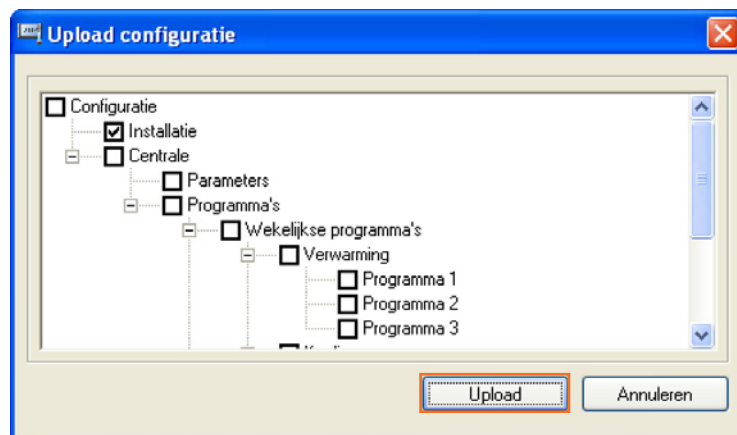 Upload configuratie
Configuratie
Installatie
Centrale
Parameters
Programma's
Wekelijkse programma's
Verwarming
Programma 1
Programma 2
Programma 3
Upload
Annuleren